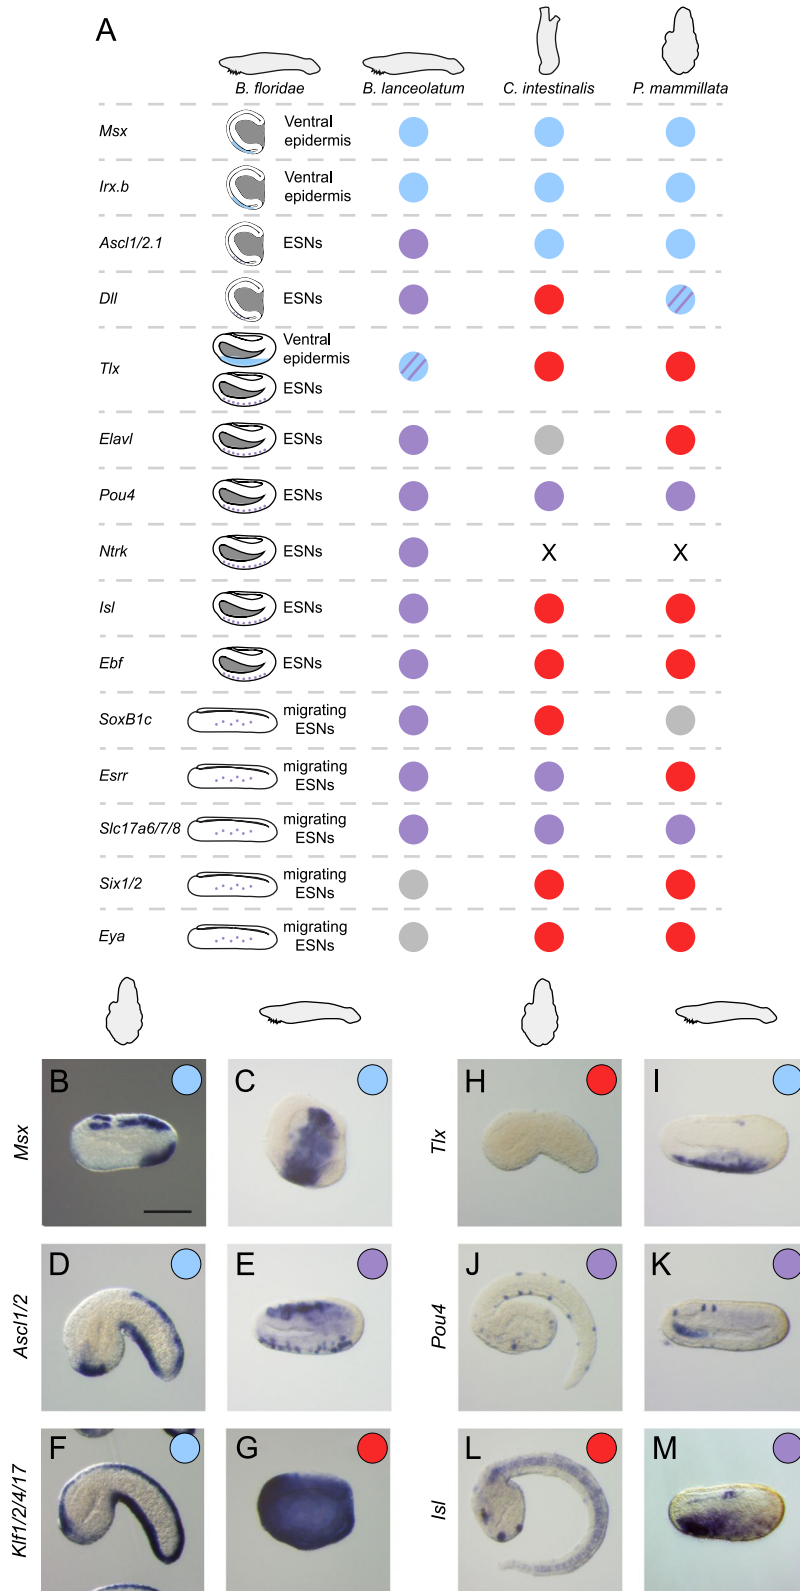 A
B. floridae B. lanceolatum C. intestinalis P. mammillata
Msx Ventral
epidermis
Irx.b Ventral
epidermis
Ascl1/2.1 ESNs
Dll ESNs
Tlx Ventral
epidermis
ESNs
Elavl ESNs
Pou4 ESNs
Ntrk ESNs X X
Isl ESNs
Ebf ESNs
SoxB1c migrating
ESNs
Esrr migrating
ESNs
Slc17a6/7/8 migrating
ESNs
Six1/2 migrating
ESNs
Eya migrating
ESNs
Msx B C Tlx H I
Ascl1/2 D E Pou4 J K
Klf1/2/4/17 F G Isl L M